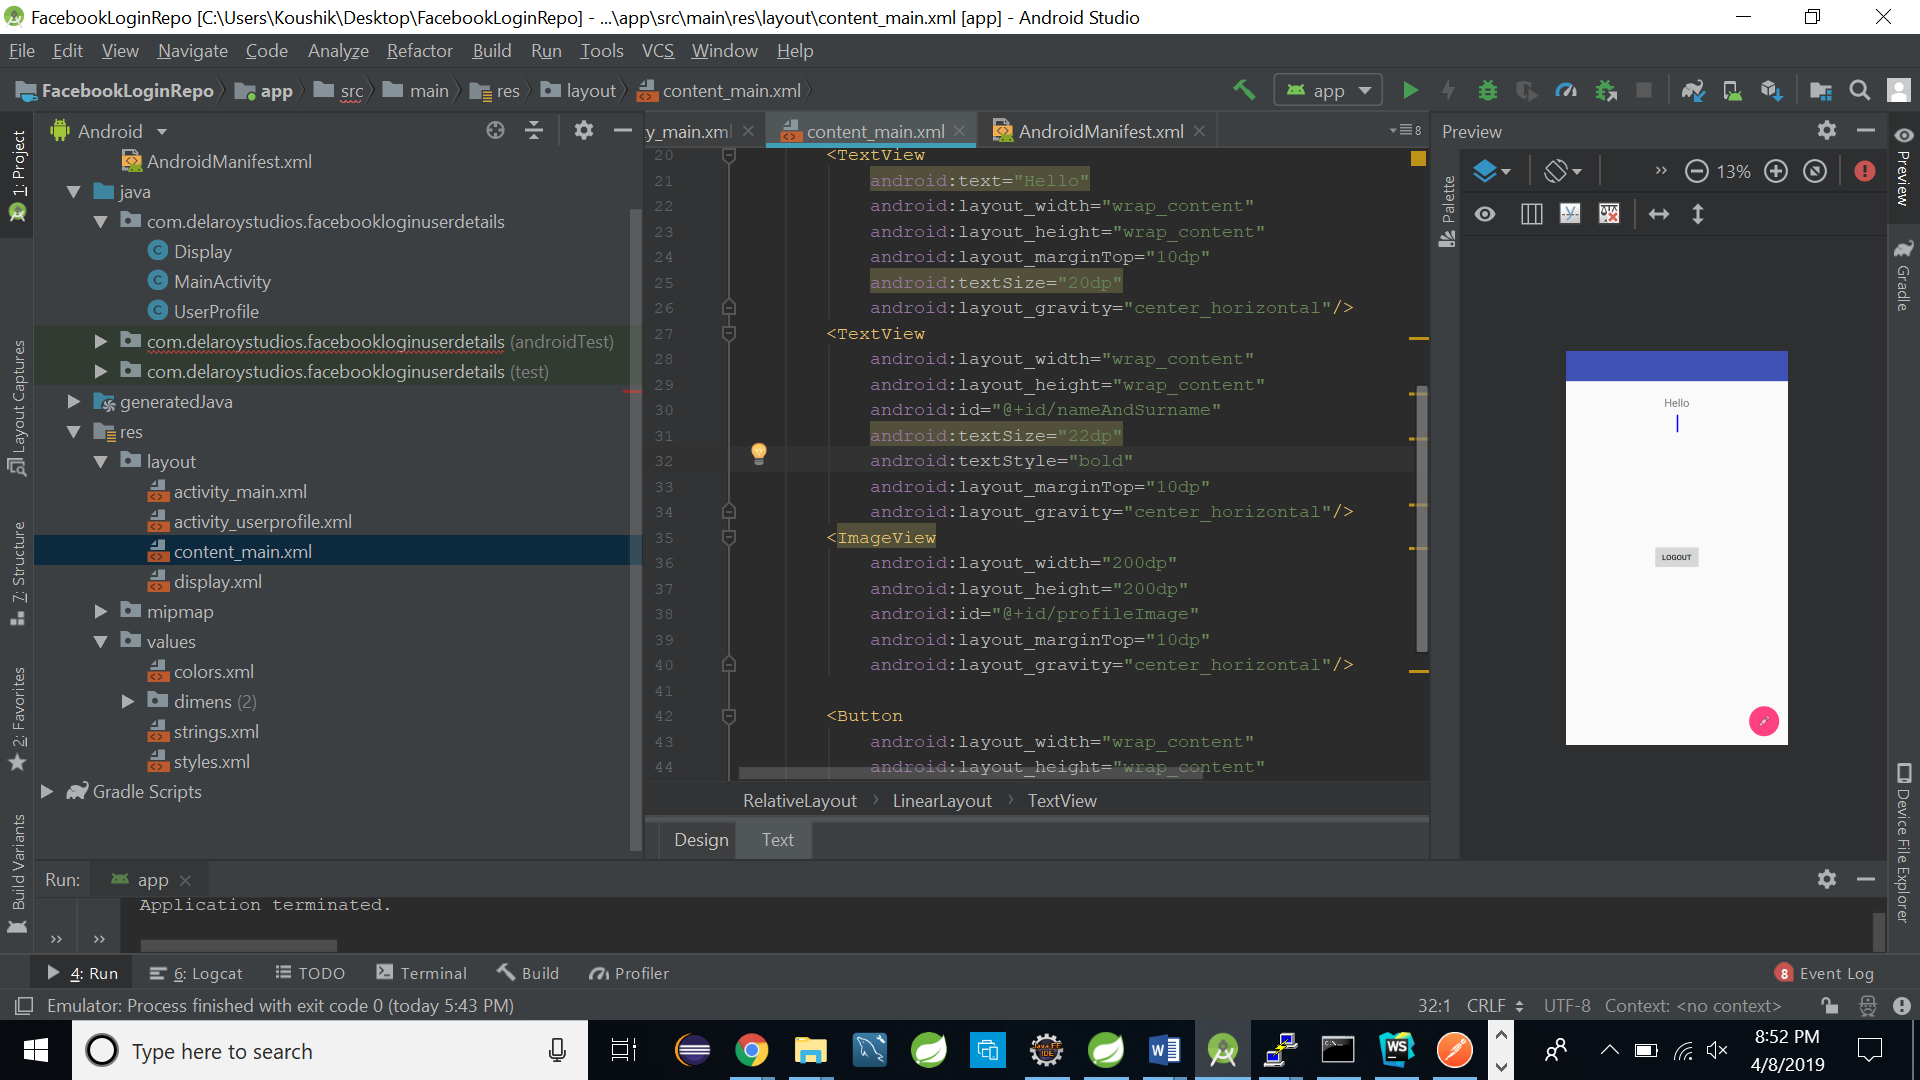 FacebookLoginRepo [C:\Users\Koushik\Desktop\FacebookLoginRepo] - ...\app\src\main\res\layout\content_main.xml [app] - Android Studio
File Edit View Navigate Code Analyze Refactor Build Run Tools VCS Window Help
FacebookLoginRepo app src main res layout content_main.xml
app
Android
y_main.xml content_main.xml AndroidManifest.xml 8
Preview
13%
1: Project
Layout Captures
7: Structure
2: Favorites
Build Variants
AndroidManifest.xml
java
com.delaroystudios.facebookloginuserdetails
Display
MainActivity
UserProfile
com.delaroystudios.facebookloginuserdetails (androidTest)
com.delaroystudios.facebookloginuserdetails (test)
generatedJava
res
layout
activity_main.xml
activity_userprofile.xml
content_main.xml
display.xml
mipmap
values
colors.xml
dimens (2)
strings.xml
styles.xml
Gradle Scripts
20 <TextView
21 android:text="Hello"
22 android:layout_width="wrap_content"
23 android:layout_height="wrap_content"
24 android:layout_marginTop="10dp"
25 android:textSize="20dp"
26 android:layout_gravity="center_horizontal"/>
27 <TextView
28 android:layout_width="wrap_content"
29 android:layout_height="wrap_content"
30 android:id="@+id/nameAndSurname"
31 android:textSize="22dp"
32 android:textStyle="bold"
33 android:layout_marginTop="10dp"
34 android:layout_gravity="center_horizontal"/>
35 <ImageView
36 android:layout_width="200dp"
37 android:layout_height="200dp"
38 android:id="@+id/profileImage"
39 android:layout_marginTop="10dp"
40 android:layout_gravity="center_horizontal"/>
41
42 <Button
43 android:layout_width="wrap_content"
44 android:layout_height="wrap_content"
RelativeLayout LinearLayout TextView
Design Text
Palette
Hello
LOGOUT
Preview
Gradle
Device File Explorer
Run: app
Application terminated.
4: Run 6: Logcat TODO Terminal Build Profiler 8 Event Log
Emulator: Process finished with exit code 0 (today 5:43 PM) 32:1 CRLF UTF-8 Context: <no context>
Type here to search
Java EE
IDE
W
WS
8:52 PM
4/8/2019